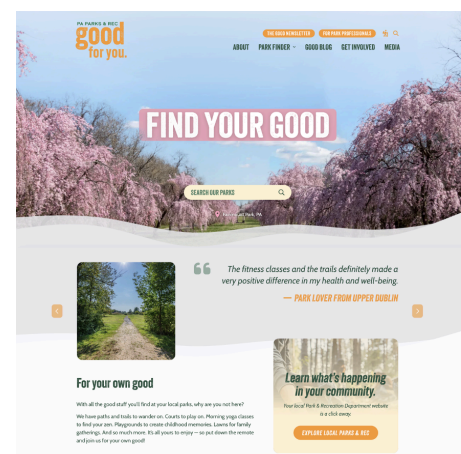 PA PARKS & REC
good
for you.
THE GOOD NEWSLETTER
FOR PARK PROFESSIONALS
ABOUT PARK FINDER GOOD BLOG GET INVOLVED MEDIA
FIND YOUR GOOD
SEARCH OUR PARKS
Park, PA
“
The fitness classes and the trails definitely made a
very positive difference in my health and well-being.
— PARK LOVER FROM UPPER DUBLIN
For your own good
With all the good stuff you'll find at your local parks, why are you not here?
We have paths and trails to wander on. Courts to play on. Morning yoga classes
to find your zen. Playgrounds to create childhood memories. Lawns for family
gatherings. And so much more. It's all yours to enjoy — so put down the remote
and join us for your own good!
Learn what's happening
in your community.
Your local Park & Recreation Department website
is a click away.
EXPLORE LOCAL PARKS & REC